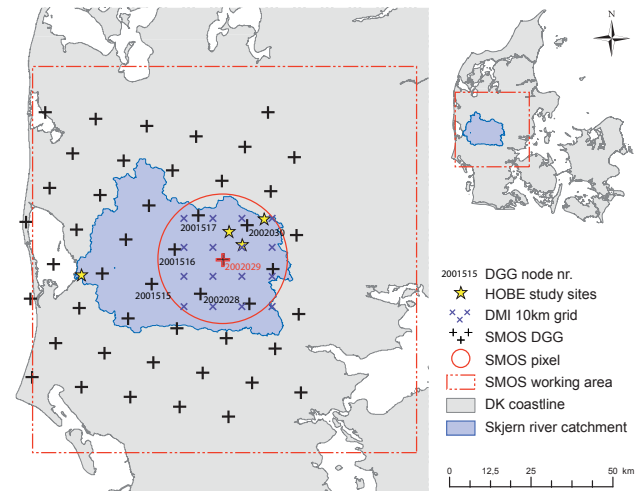 N
2001517
2002030
2001516
2002029
2001515
2002028
2001515 DGG node nr.
HOBE study sites
DMI 10km grid
SMOS DGG
SMOS pixel
SMOS working area
DK coastline
Skjern river catchment
0 12,5 25 50 km